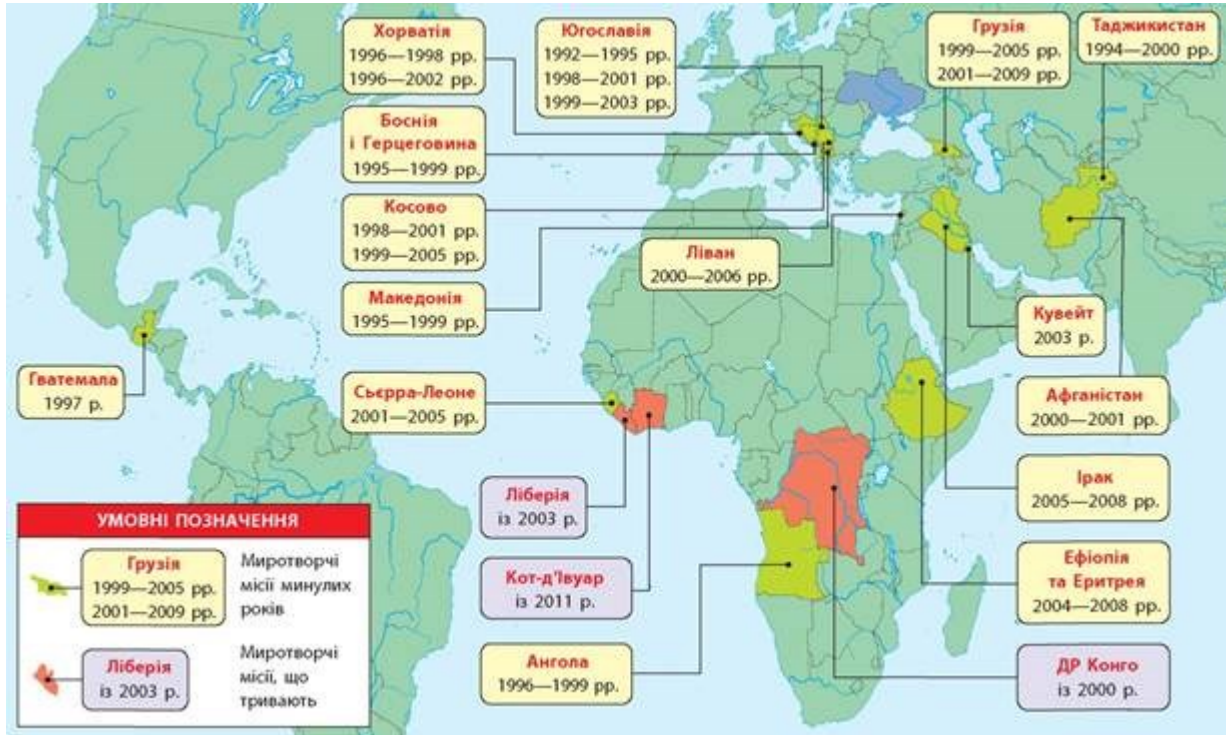 Хорватія
1996—1998 рр.
1996—2002 рр.
Югославія
1992—1995 рр.
1998—2001 рр.
1999—2003 рр.
Грузія
1999—2005 рр.
2001—2009 рр.
Таджикистан
1994—2000 рр.
Боснія
і Герцеговина
1995—1999 рр.
Косово
1998—2001 рр.
1999—2005 рр.
Ліван
2000—2006 рр.
Македонія
1995—1999 рр.
Кувейт
2003 р.
Гватемала
1997 р.
Сьєрра-Леоне
2001—2005 рр.
Афганістан
2000—2001 рр.
Ліберія
із 2003 р.
Ірак
2005—2008 рр.
Кот-д'Івуар
із 2011 р.
Ефіопія
та Еритрея
2004—2008 рр.
Ангола
1996—1999 рр.
ДР Конго
із 2000 р.
УМОВНІ ПОЗНАЧЕННЯ
Грузія
1999—2005 рр.
2001—2009 рр.
Миротворчі
місії минулих
років
Ліберія
із 2003 р.
Миротворчі
місії, що
тривають